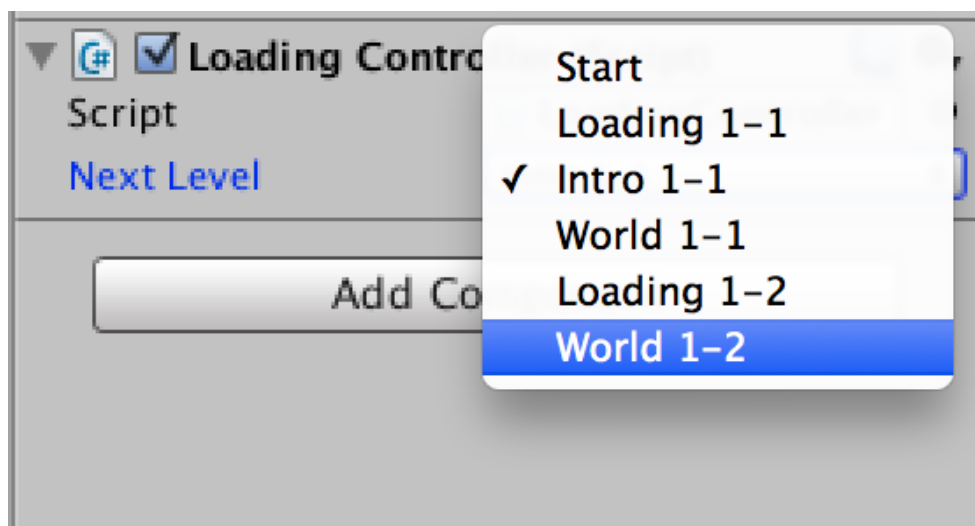 Loading Contro
Script
Next Level
Start
Loading 1-1
✓ Intro 1-1
World 1-1
Loading 1-2
World 1-2
Add Co